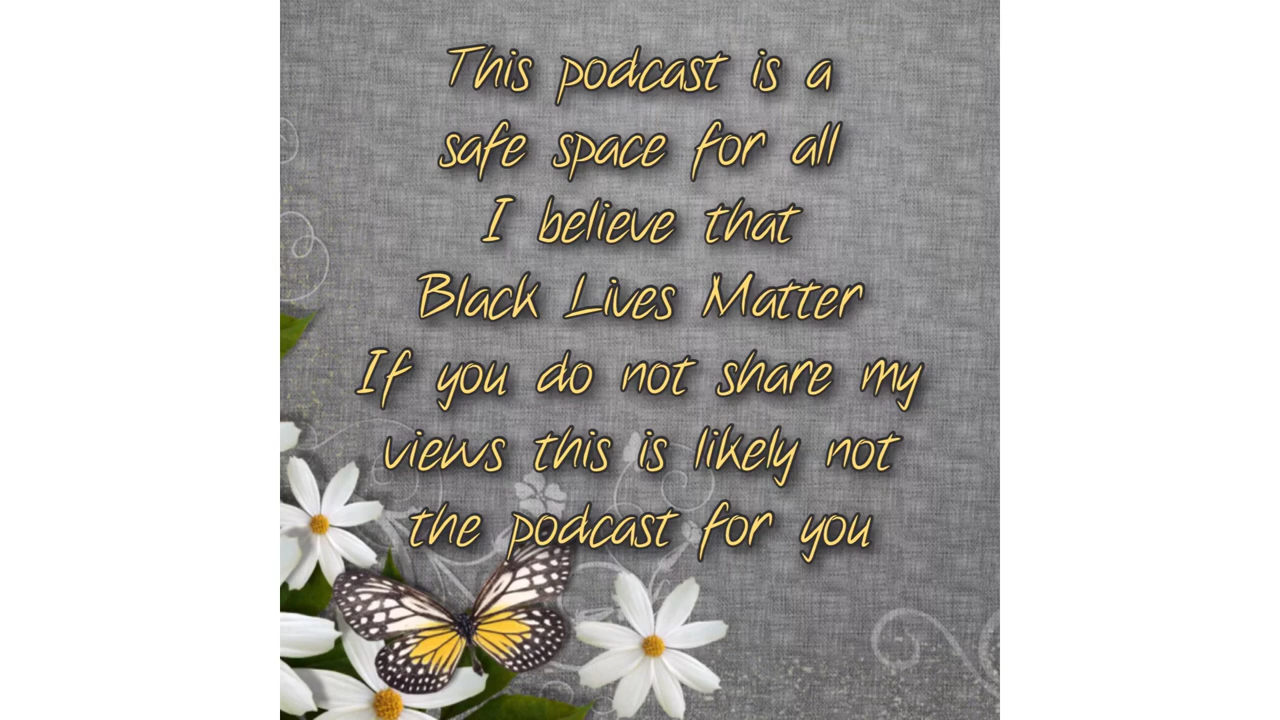 This podcast is a
safe space for all
I believe that
Black Lives Matter
If you do not share my
views this is likely not
the podcast for you